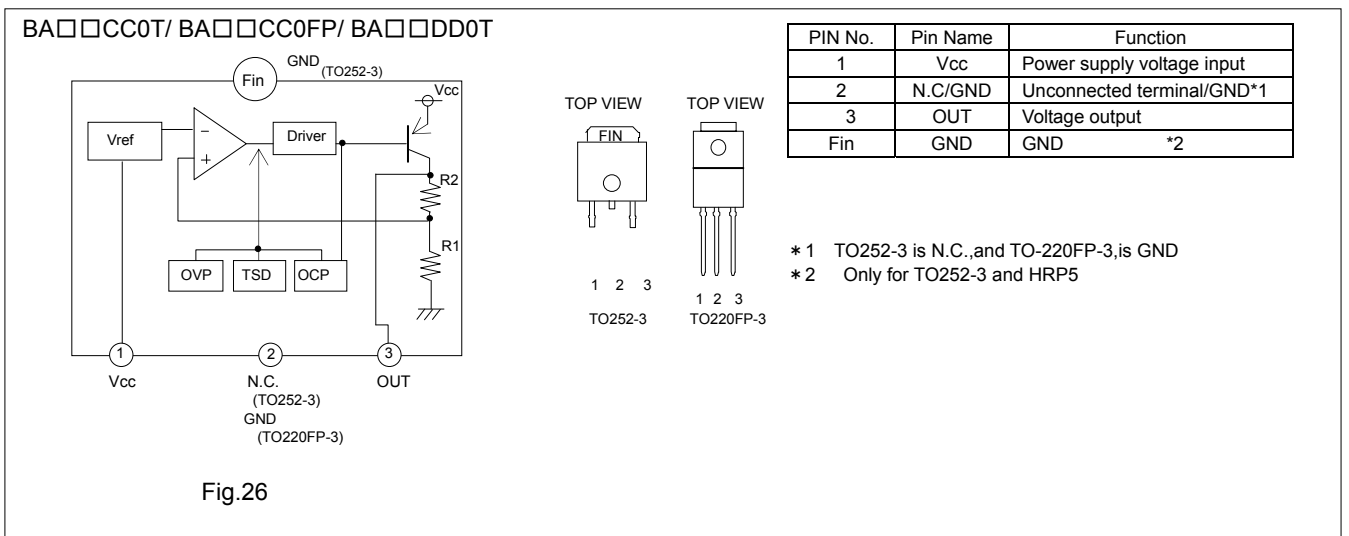 BA□□CC0T/ BA□□CC0FP/ BA□□DD0T
GND
(TO252-3)
Fin
Vcc
Vref
−
+
Driver
R2
R1
OVP
TSD
OCP
1
2
3
Vcc
N.C.
(TO252-3)
GND
(TO220FP-3)
OUT
Fig.26
TOP VIEW
FIN
1 2 3
TO252-3
TOP VIEW
1 2 3
TO220FP-3
PIN No. Pin Name Function
1 Vcc Power supply voltage input
2 N.C/GND Unconnected terminal/GND*1
3 OUT Voltage output
Fin GND GND *2
*1 TO252-3 is N.C.,and TO-220FP-3,is GND
*2 Only for TO252-3 and HRP5